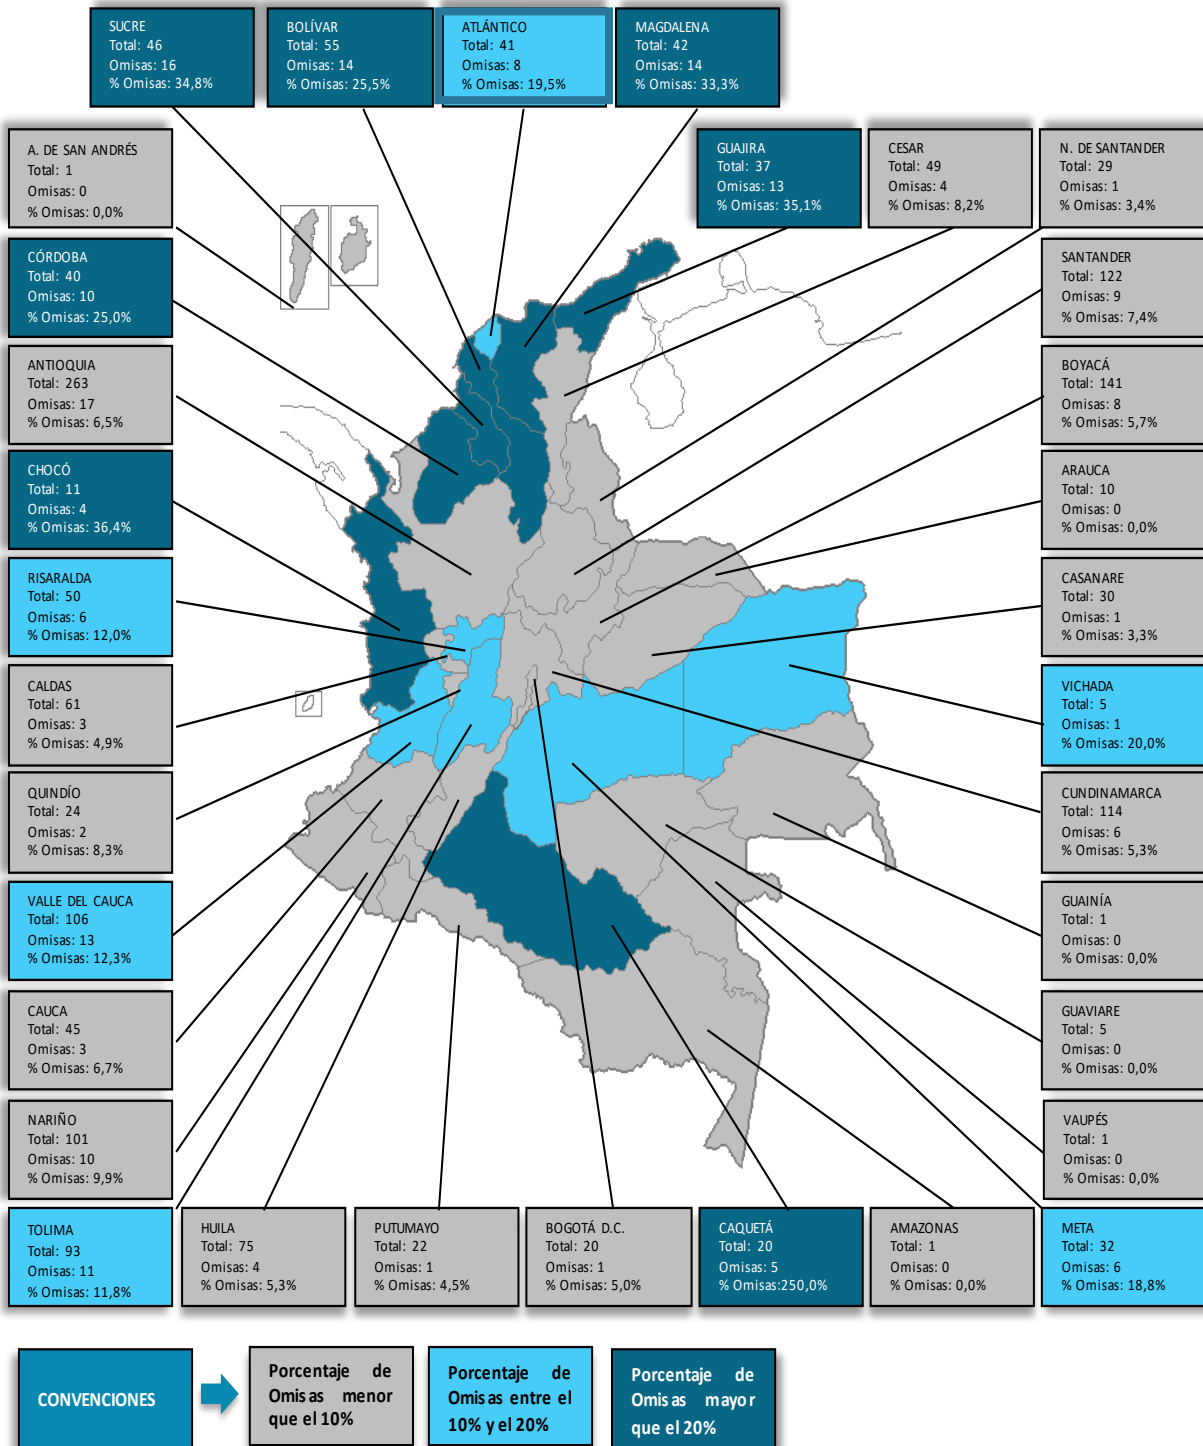 SUCRE
Total: 46
Omisas: 16
% Omisas: 34,8%
BOLÍVAR
Total: 55
Omisas: 14
% Omisas: 25,5%
ATLÁNTICO
Total: 41
Omisas: 8
% Omisas: 19,5%
MAGDALENA
Total: 42
Omisas: 14
% Omisas: 33,3%
A. DE SAN ANDRÉS
Total: 1
Omisas: 0
% Omisas: 0,0%
GUAJIRA
Total: 37
Omisas: 13
% Omisas: 35,1%
CESAR
Total: 49
Omisas: 4
% Omisas: 8,2%
N. DE SANTANDER
Total: 29
Omisas: 1
% Omisas: 3,4%
CÓRDOBA
Total: 40
Omisas: 10
% Omisas: 25,0%
SANTANDER
Total: 122
Omisas: 9
% Omisas: 7,4%
ANTIOQUIA
Total: 263
Omisas: 17
% Omisas: 6,5%
BOYACÁ
Total: 141
Omisas: 8
% Omisas: 5,7%
CHOCÓ
Total: 11
Omisas: 4
% Omisas: 36,4%
ARAUCA
Total: 10
Omisas: 0
% Omisas: 0,0%
RISARALDA
Total: 50
Omisas: 6
% Omisas: 12,0%
CASANARE
Total: 30
Omisas: 1
% Omisas: 3,3%
CALDAS
Total: 61
Omisas: 3
% Omisas: 4,9%
VICHADA
Total: 5
Omisas: 1
% Omisas: 20,0%
QUINDÍO
Total: 24
Omisas: 2
% Omisas: 8,3%
CUNDINAMARCA
Total: 114
Omisas: 6
% Omisas: 5,3%
VALLE DEL CAUCA
Total: 106
Omisas: 13
% Omisas: 12,3%
GUAINÍA
Total: 1
Omisas: 0
% Omisas: 0,0%
CAUCA
Total: 45
Omisas: 3
% Omisas: 6,7%
GUAVIARE
Total: 5
Omisas: 0
% Omisas: 0,0%
NARIÑO
Total: 101
Omisas: 10
% Omisas: 9,9%
VAUPÉS
Total: 1
Omisas: 0
% Omisas: 0,0%
TOLIMA
Total: 93
Omisas: 11
% Omisas: 11,8%
HUILA
Total: 75
Omisas: 4
% Omisas: 5,3%
PUTUMAYO
Total: 22
Omisas: 1
% Omisas: 4,5%
BOGOTÁ D.C.
Total: 20
Omisas: 1
% Omisas: 5,0%
CAQUETÁ
Total: 20
Omisas: 5
% Omisas:250,0%
AMAZONAS
Total: 1
Omisas: 0
% Omisas: 0,0%
META
Total: 32
Omisas: 6
% Omisas: 18,8%
CONVENCIONES
Porcentaje de
Omisas menor
que el 10%
Porcentaje de
Omisas entre el
10% y el 20%
Porcentaje de
Omisas mayor
que el 20%